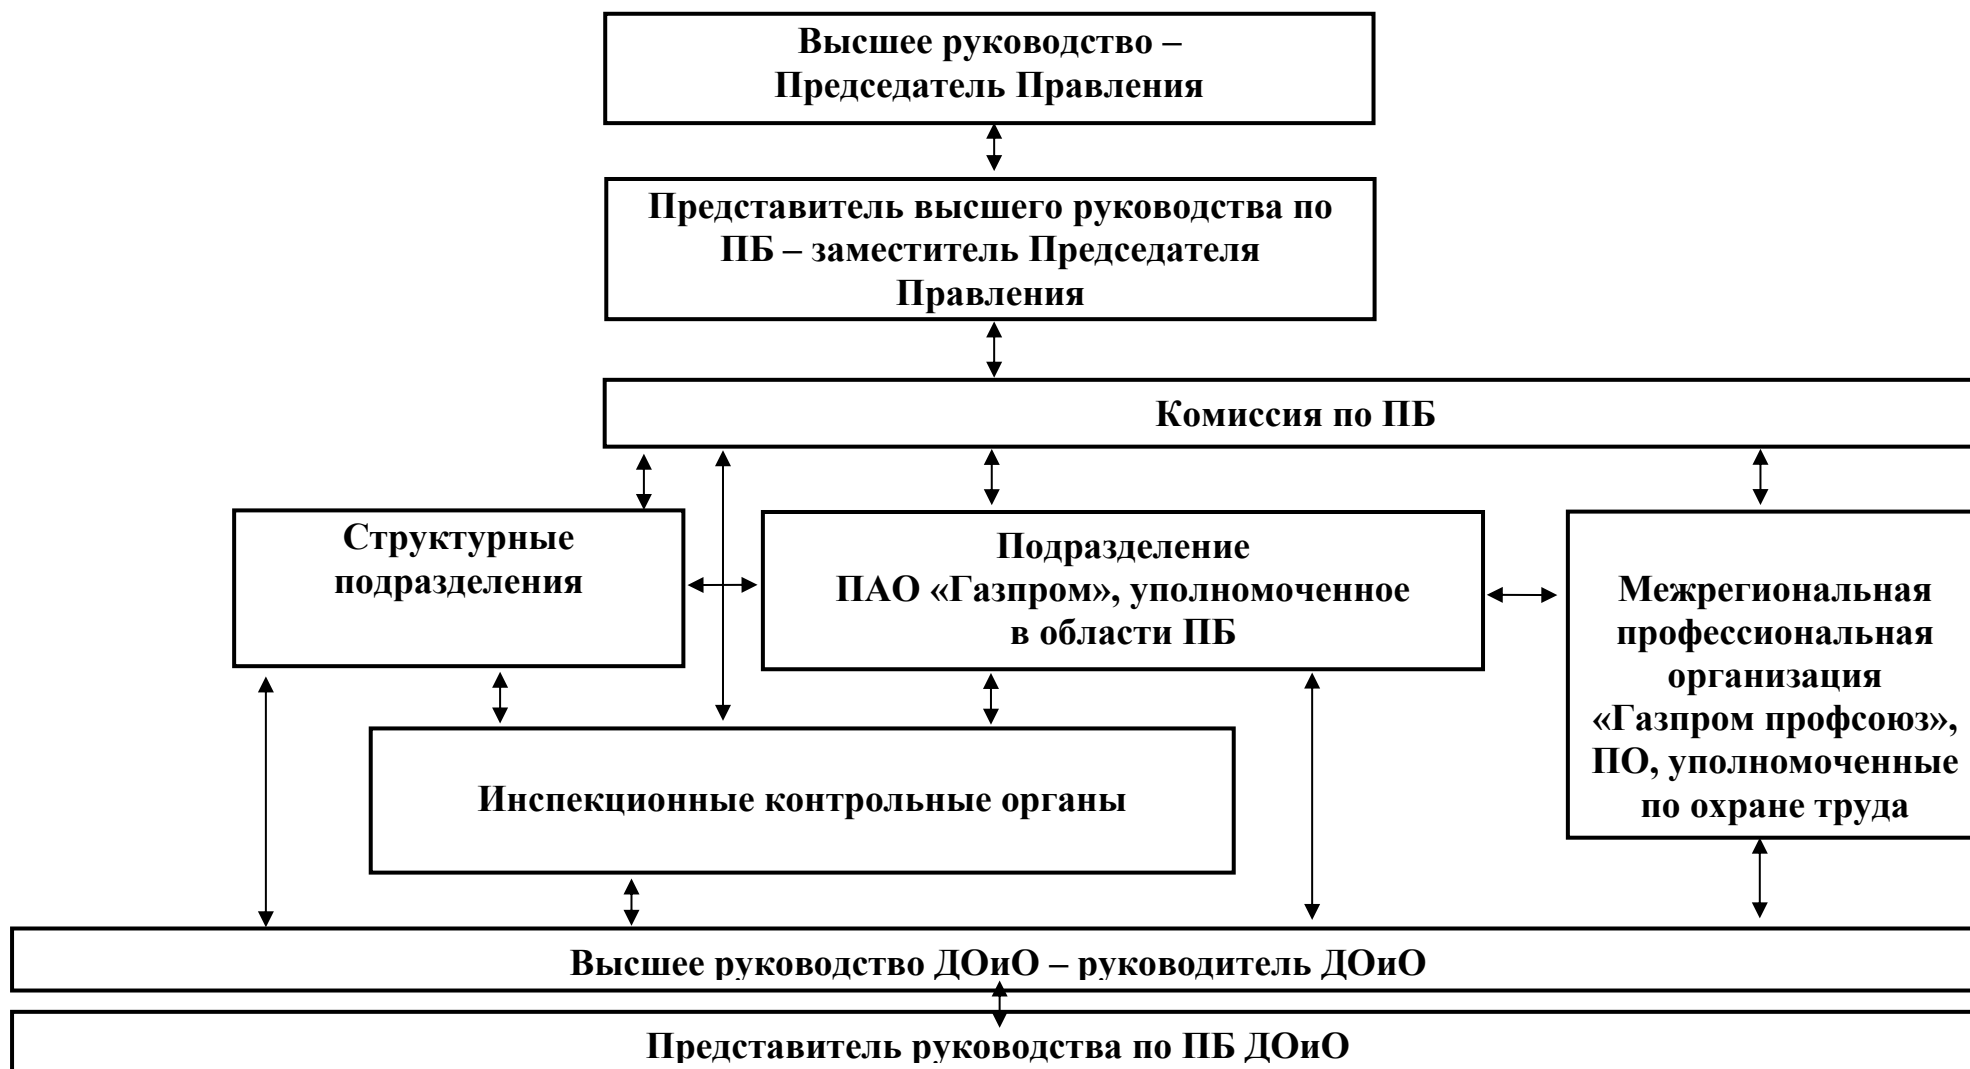 Высшее руководство –
Председатель Правления
Представитель высшего руководства по
ПБ – заместитель Председателя
Правления
Комиссия по ПБ
Структурные
подразделения
Подразделение
ПАО «Газпром», уполномоченное
в области ПБ
Межрегиональная
профессиональная
организация
«Газпром профсоюз»,
ПО, уполномоченные
по охране труда
Инспекционные контрольные органы
Высшее руководство ДОиО – руководитель ДОиО
Представитель руководства по ПБ ДОиО